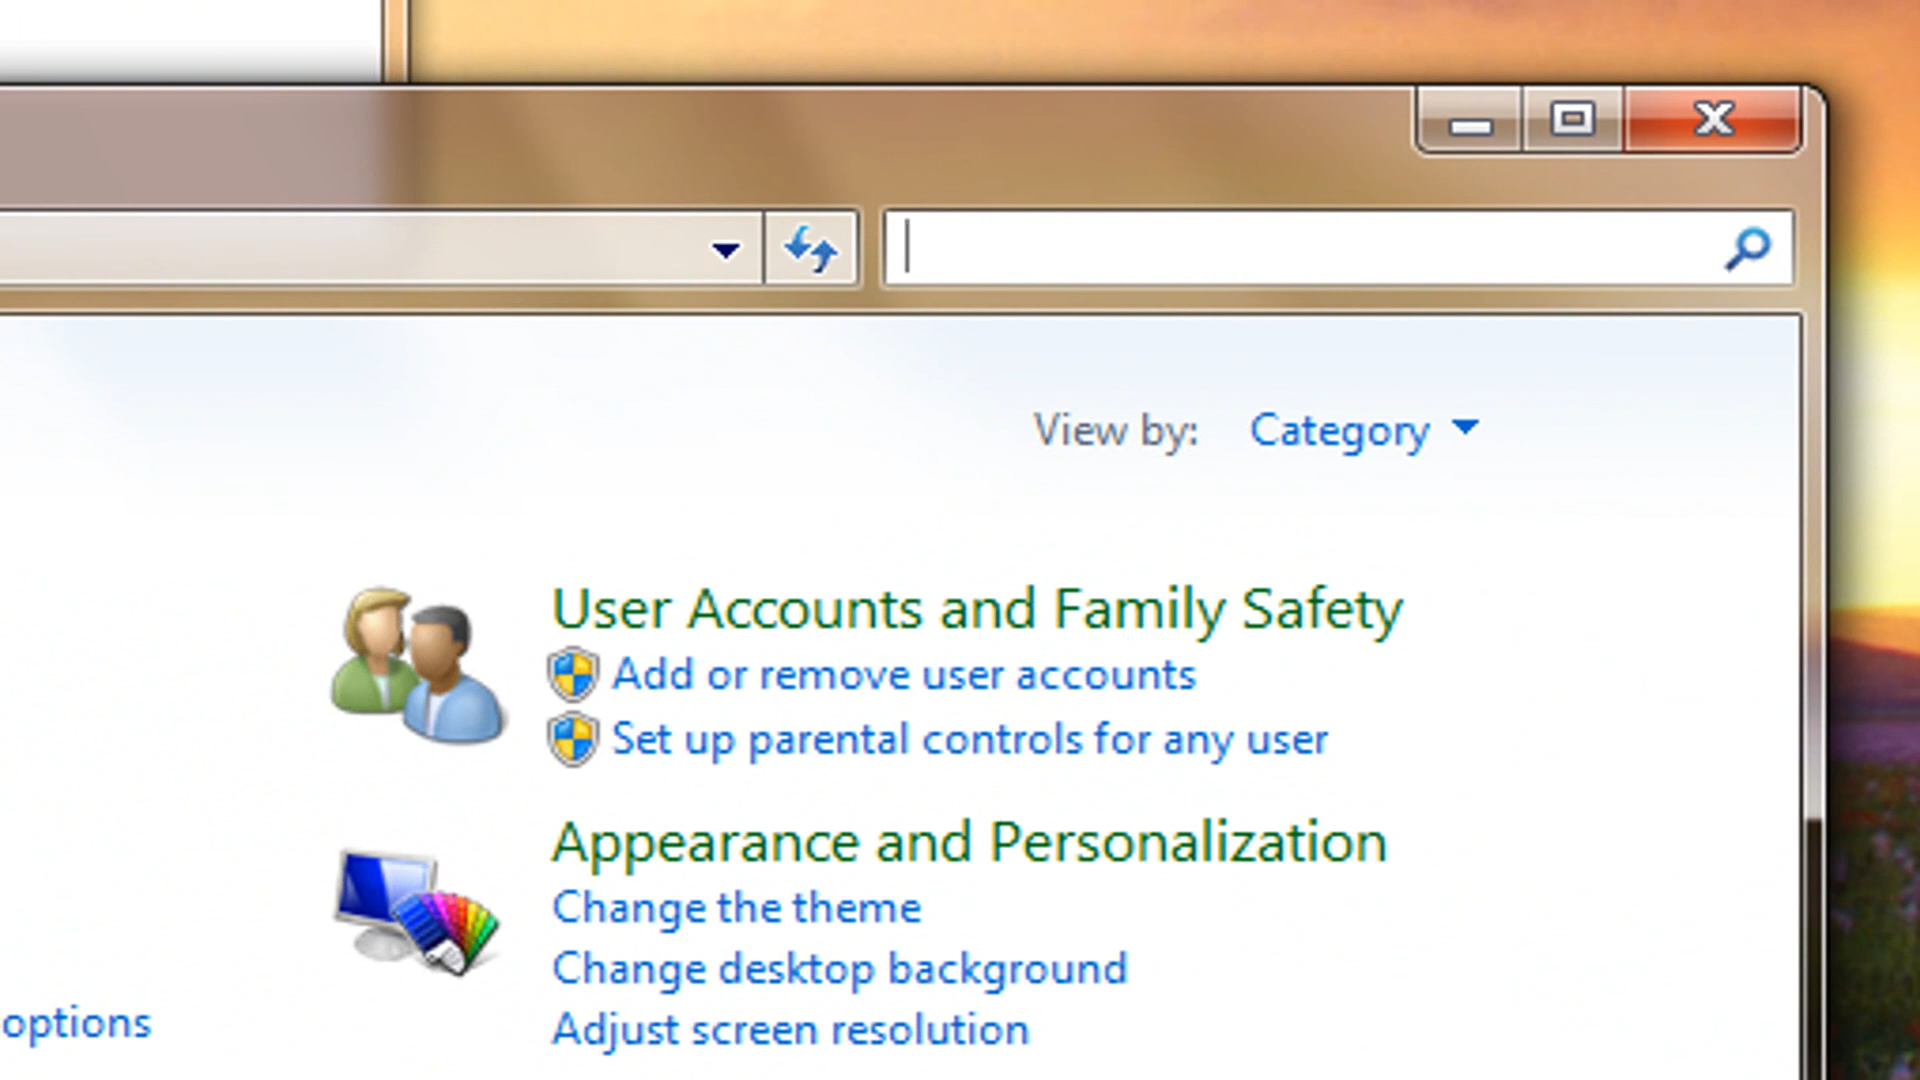 View by: Category
User Accounts and Family Safety
Add or remove user accounts
Set up parental controls for any user
Appearance and Personalization
Change the theme
Change desktop background
options
Adjust screen resolution